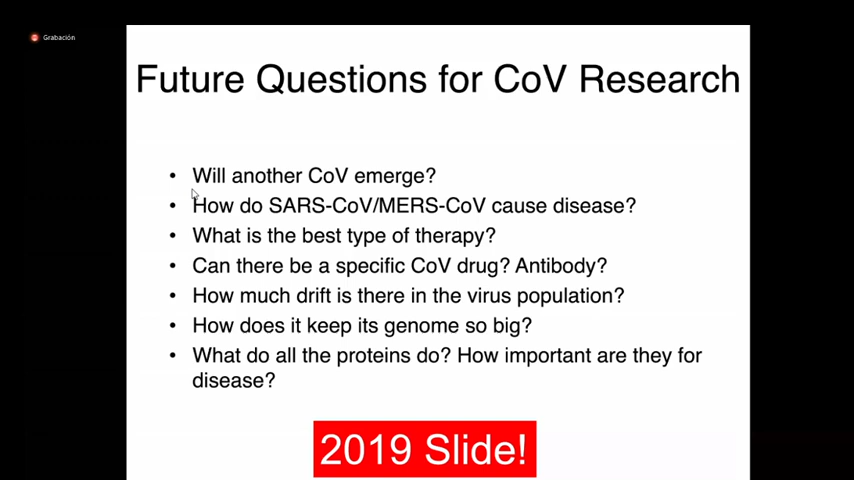 Grabación
Future Questions for CoV Research
• Will another CoV emerge?
• How do SARS-CoV/MERS-CoV cause disease?
• What is the best type of therapy?
• Can there be a specific CoV drug? Antibody?
• How much drift is there in the virus population?
• How does it keep its genome so big?
• What do all the proteins do? How important are they for
disease?
2019 Slide!